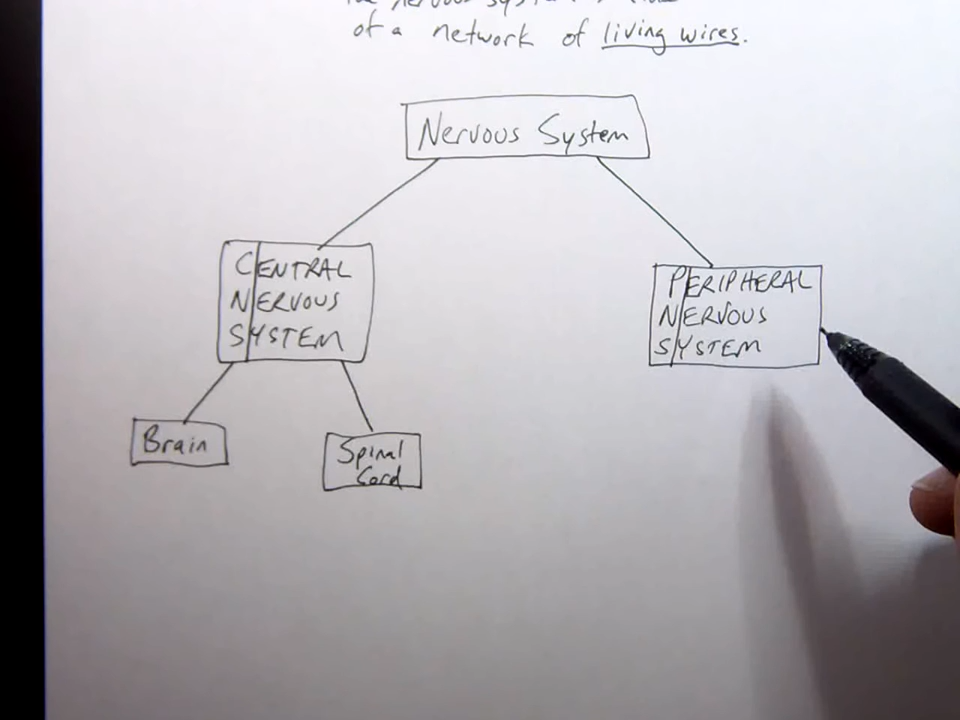 of a network of living wires.
Nervous System
CENTRAL
NERVOUS
SYSTEM
PERIPHERAL
NERVOUS
SYSTEM
Brain
Spinal
Cord